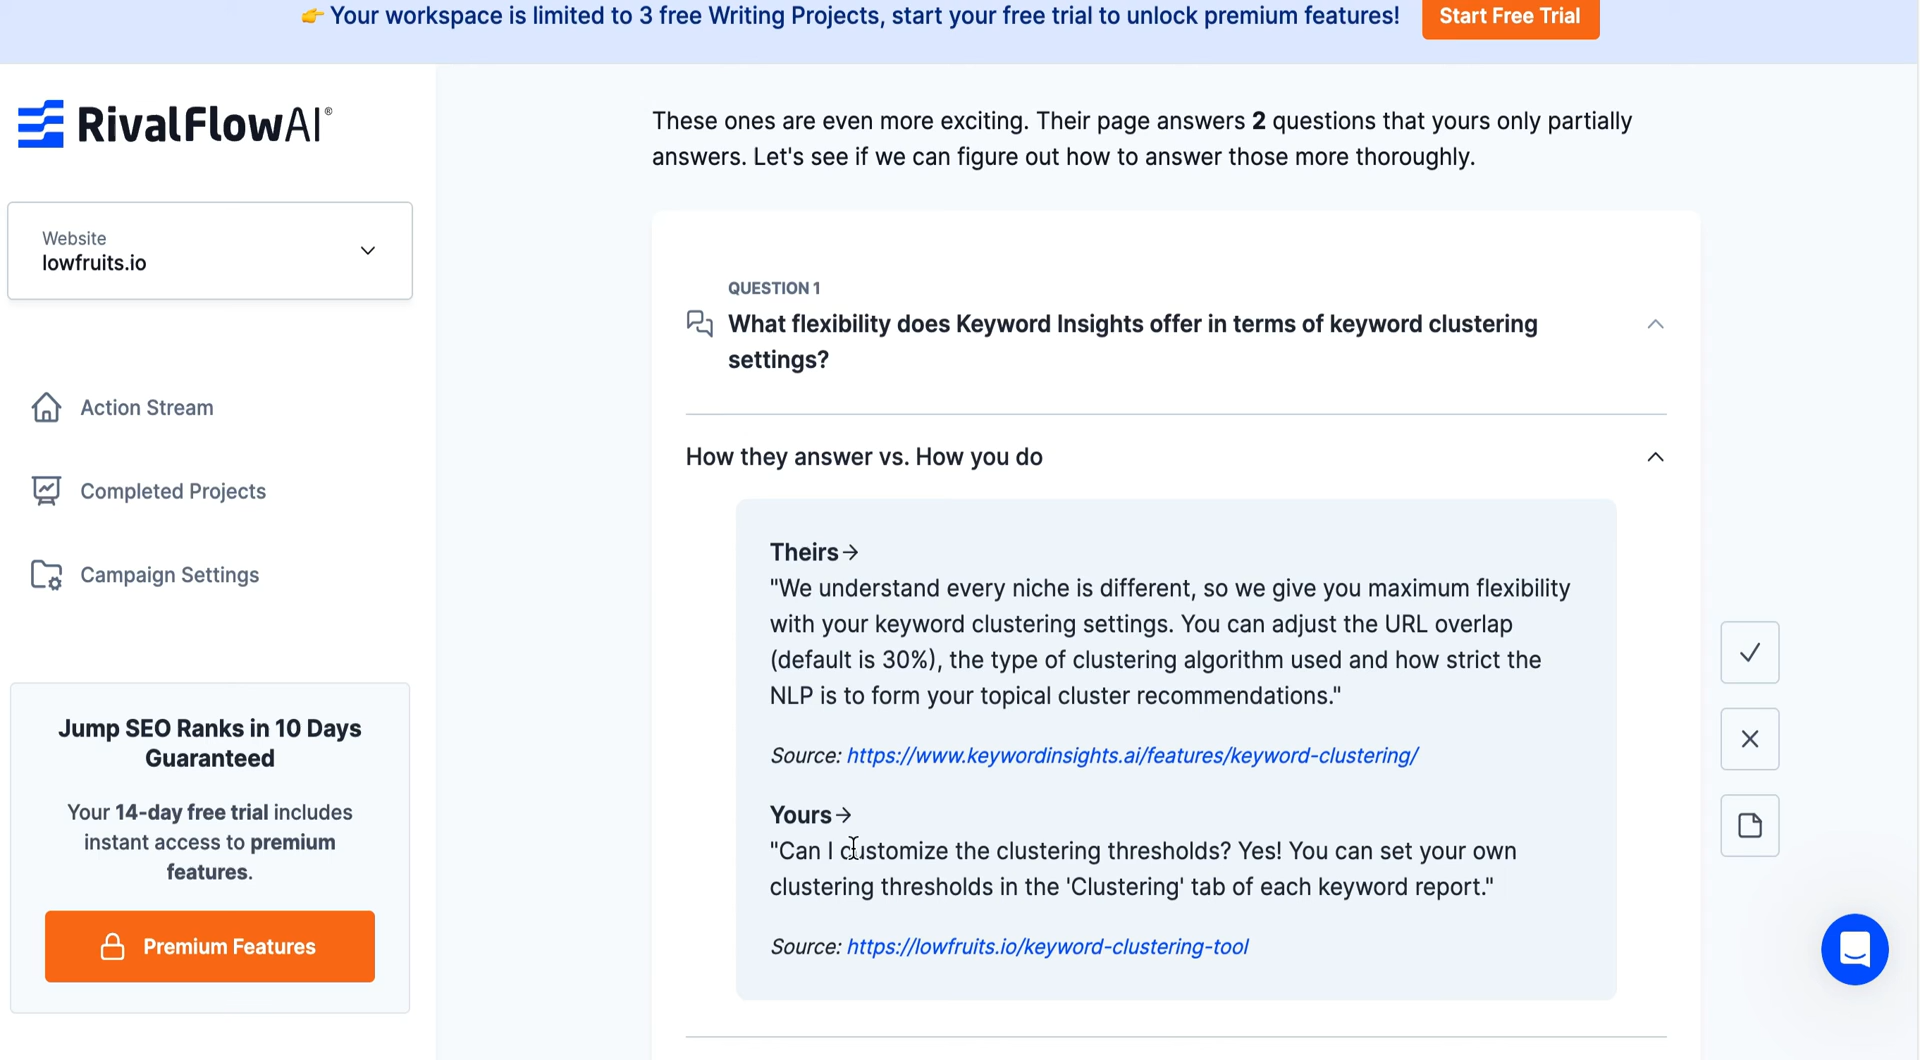 👉 Your workspace is limited to 3 free Writing Projects, start your free trial to unlock premium features!
Start Free Trial
RivalFlowAI®
Website
lowfruits.io
Action Stream
Completed Projects
Campaign Settings
Jump SEO Ranks in 10 Days
Guaranteed
Your 14-day free trial includes
instant access to premium
features.
Premium Features
These ones are even more exciting. Their page answers 2 questions that yours only partially
answers. Let's see if we can figure out how to answer those more thoroughly.
QUESTION 1
What flexibility does Keyword Insights offer in terms of keyword clustering
settings?
How they answer vs. How you do
Theirs→
"We understand every niche is different, so we give you maximum flexibility
with your keyword clustering settings. You can adjust the URL overlap
(default is 30%), the type of clustering algorithm used and how strict the
NLP is to form your topical cluster recommendations."
Source: https://www.keywordinsights.ai/features/keyword-clustering/
Yours→
"Can I customize the clustering thresholds? Yes! You can set your own
clustering thresholds in the 'Clustering' tab of each keyword report."
Source: https://lowfruits.io/keyword-clustering-tool